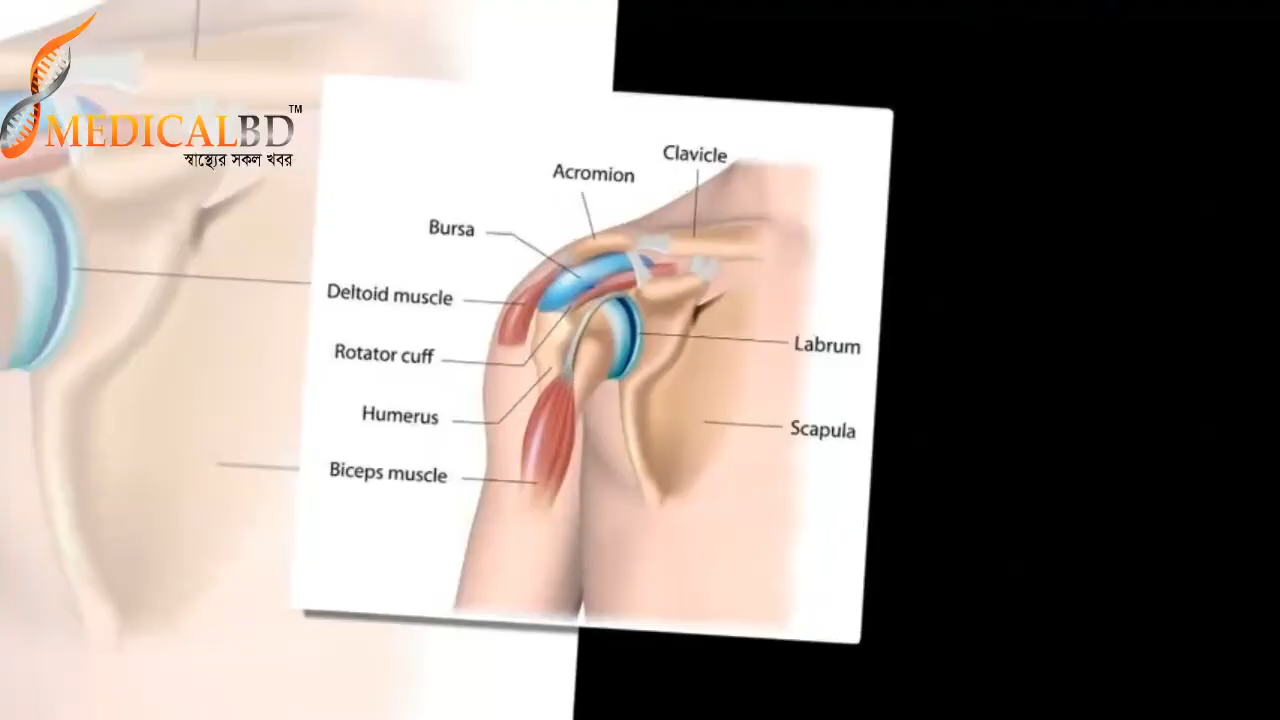 MEDICALBD™
স্বাস্থ্যের সকল খবর
Clavicle
Acromion
Bursa
Deltoid muscle
Rotator cuff
Labrum
Humerus
Scapula
Biceps muscle